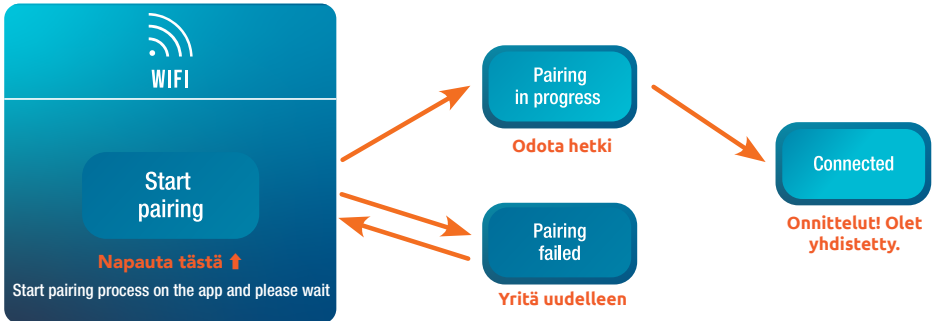 WIFI
Start
pairing
Napauta tästä ⬆
Start pairing process on the app and please wait
Pairing
in progress
Odota hetki
Pairing
failed
Yritä uudelleen
Connected
Onnittelut! Olet
yhdistetty.